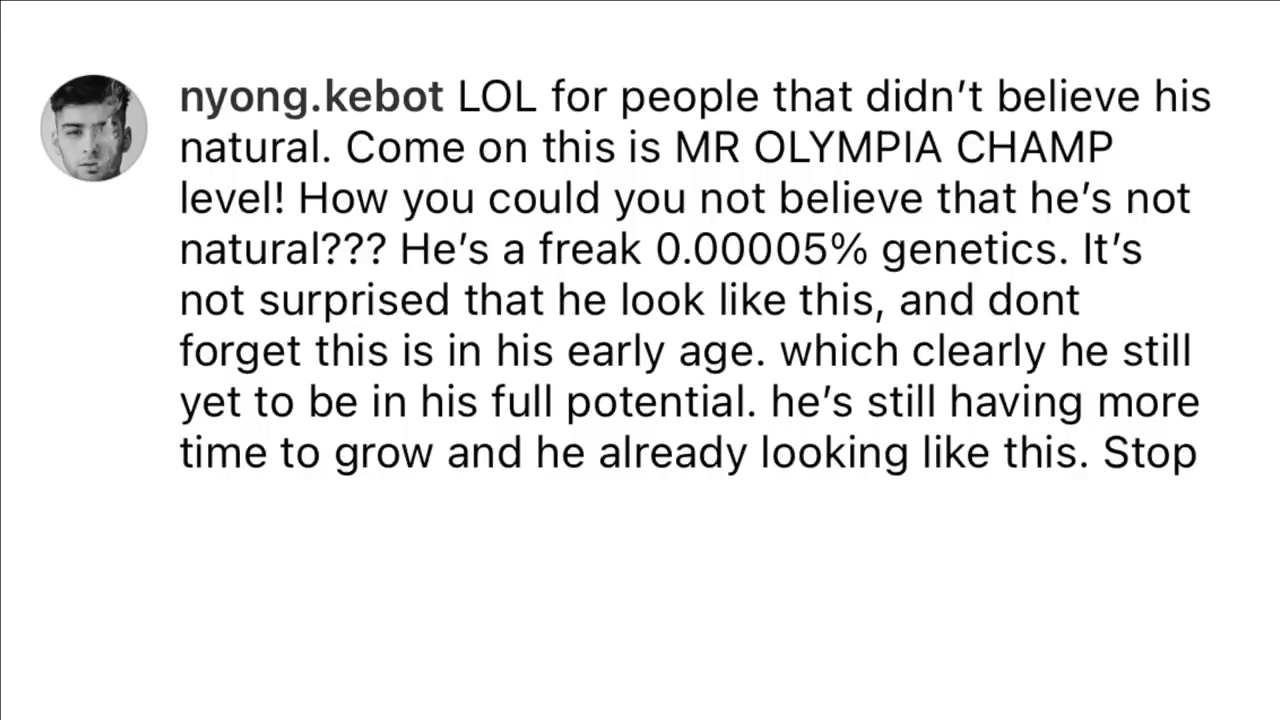 nyong.kebot LOL for people that didn’t believe his
natural. Come on this is MR OLYMPIA CHAMP
level! How you could you not believe that he’s not
natural??? He’s a freak 0.00005% genetics. It’s
not surprised that he look like this, and dont
forget this is in his early age. which clearly he still
yet to be in his full potential. he’s still having more
time to grow and he already looking like this. Stop